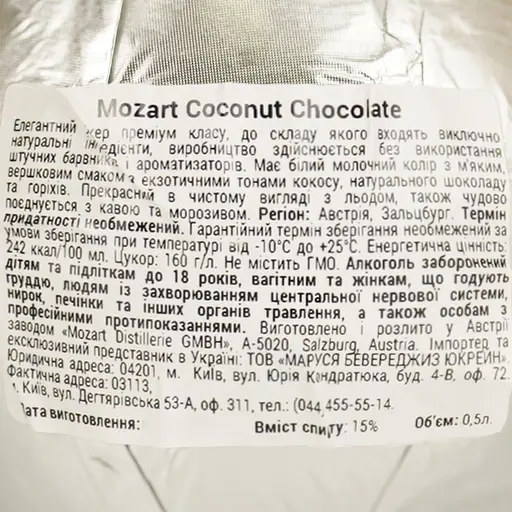 Mozart Coconut Chocolate
Елегантний кер преміум класу, до складу якого входять виключно
натуральні інгредієнти, виробництво здійснюється без використання
штучних барвників і ароматизаторів. Має білий молочний колір з м'яким,
вершковим смаком з екзотичними тонами кокосу, натурального шоколаду
та горіхів. Прекрасний в чистому вигляді з льодом, також чудово
поєднується з кавою та морозивом. Регіон: Австрія, Зальцбург. Термін
придатності необмежений. Гарантійний термін зберігання необмежений за
умови зберігання при температурі від -10°С до +25°С. Енергетична цінність:
242 ккал/100 мл. Цукор: 160 г/л. Не містить ГМО. Алкоголь заборонений
дітям та підліткам до 18 років, вагітним та жінкам, що годують
груддю, людям із захворюванням центральної нервової системи,
нирок, печінки та інших органів травлення, а також особам з
професійними протипоказаннями. Виготовлено і розлито у Австрії
заводом «Mozart Distillerie GMBH», A-5020, Salzburg, Austria. Імпортер та
ексклюзивний представник в Україні: ТОВ «МАРУСЯ БЕВЕРЕДЖИЗ ЮКРЕЙН».
Юридична адреса: 04201, м. Київ, вул. Юрія Кондратюка, буд. 4-В, оф. 72.
Фактична адреса: 03113,
. Київ, вул. Дегтярівська 53-А, оф. 311, тел.: (044 455-55-14.
Дата виготовлення: Вміст спирту: 15% Об'єм: 0,5л.